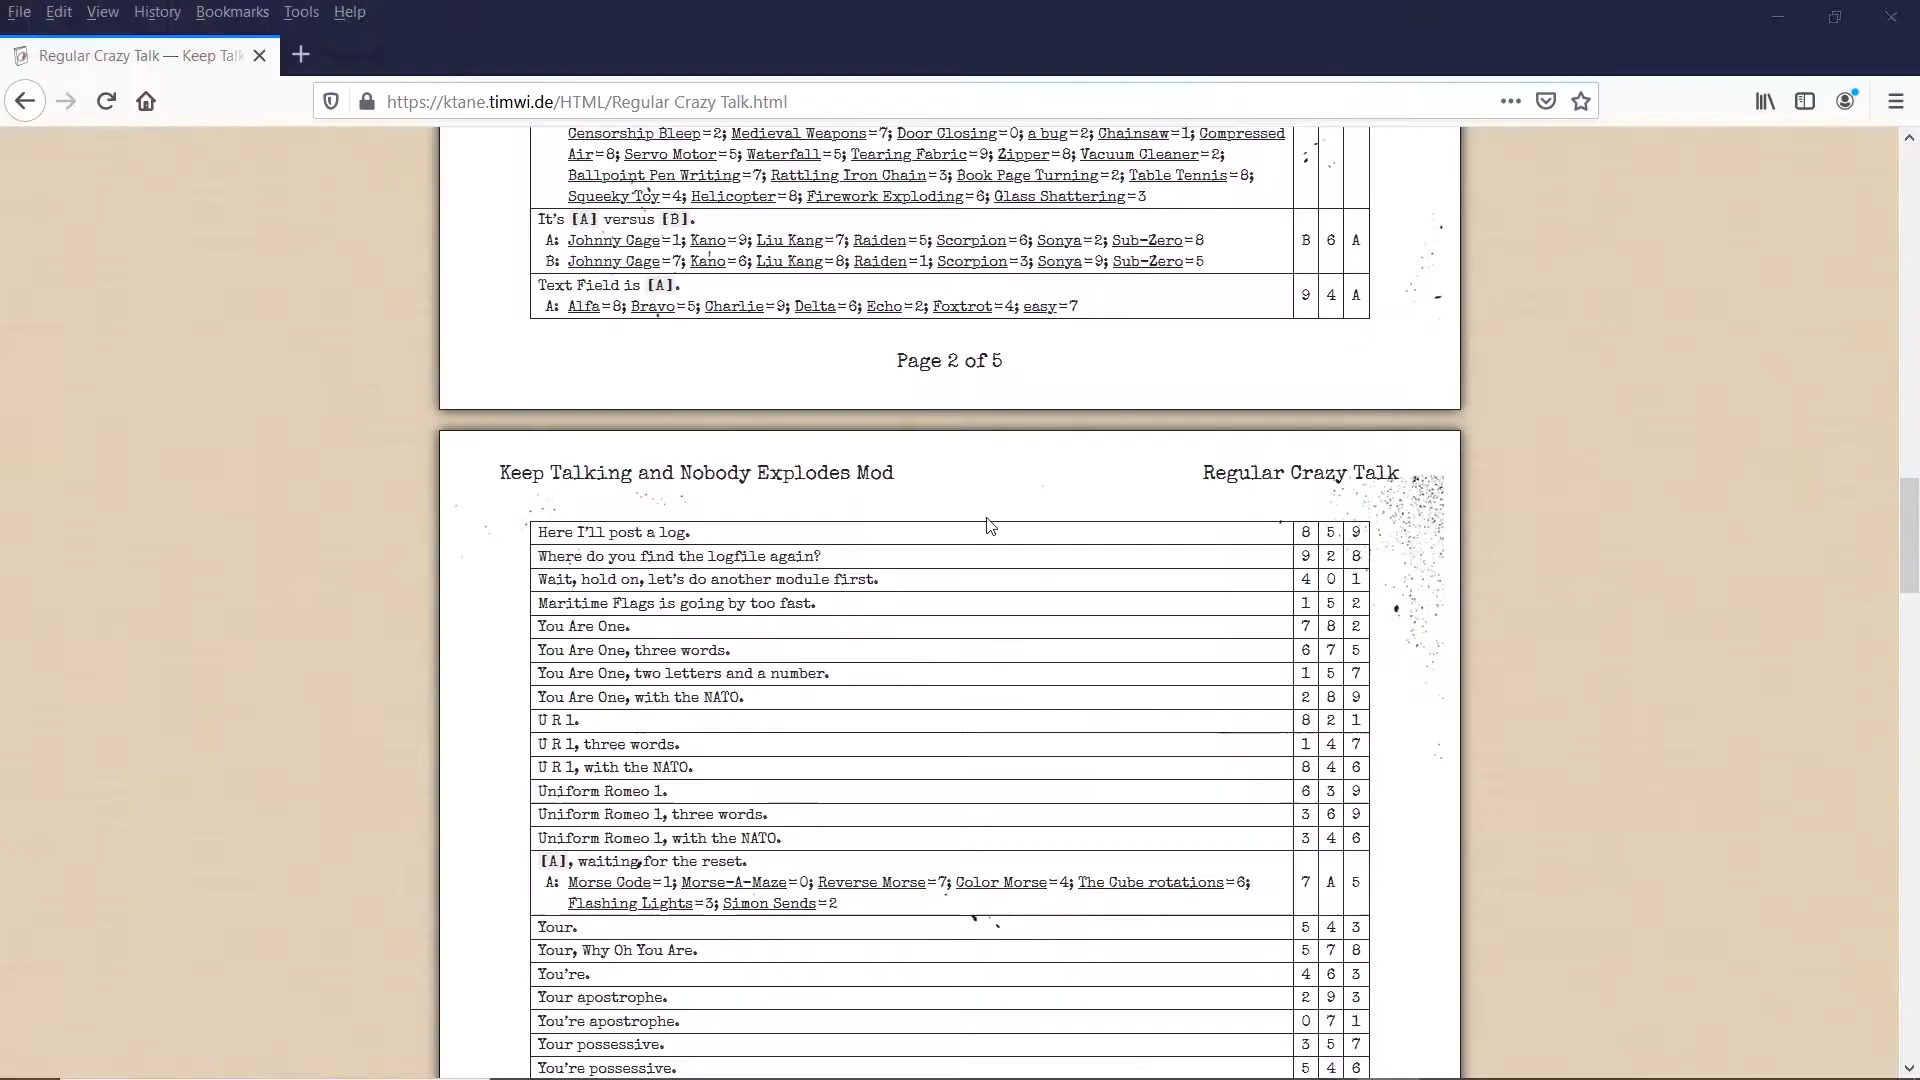 File Edit View History Bookmarks Tools Help
Regular Crazy Talk — Keep Talk
https://ktane.timwi.de/HTML/Regular Crazy Talk.html
Censorship Bleep=2; Medieval Weapons=7; Door Closing=0; a bug=2; Chainsaw=1; Compressed
Air=8; Servo Motor=5; Waterfall=5; Tearing Fabric=9; Zipper=8; Vacuum Cleaner=2;
Ballpoint Pen Writing=7; Rattling Iron Chain=3; Book Page Turning=2; Table Tennis=8;
Squeeky Toy=4; Helicopter=8; Firework Exploding=6; Glass Shattering=3
It's [A] versus [B].
A: Johnny Cage=1; Kano=9; Liu Kang=7; Raiden=5; Scorpion=6; Sonya=2; Sub-Zero=8 B 6 A
B: Johnny Cage=7; Kano=6; Liu Kang=8; Raiden=1; Scorpion=3; Sonya=9; Sub-Zero=5
Text Field is [A]. 9 4 A
A: Alfa=8; Bravo=5; Charlie=9; Delta=6; Echo=2; Foxtrot=4; easy=7
Page 2 of 5
Keep Talking and Nobody Explodes Mod Regular Crazy Talk
Here I'll post a log. 8 5 9
Where do you find the logfile again? 9 2 8
Wait, hold on, let's do another module first. 4 0 1
Maritime Flags is going by too fast. 1 5 2
You Are One. 7 8 2
You Are One, three words. 6 7 5
You Are One, two letters and a number. 1 5 7
You Are One, with the NATO. 2 8 9
U R 1. 8 2 1
U R 1, three words. 1 4 7
U R 1, with the NATO. 8 4 6
Uniform Romeo 1. 6 3 9
Uniform Romeo 1, three words. 3 6 9
Uniform Romeo 1, with the NATO. 3 4 6
[A], waiting for the reset.
A: Morse Code=1; Morse-A-Maze=0; Reverse Morse=7; Color Morse=4; The Cube rotations=6; 7 A 5
Flashing Lights=3; Simon Sends=2
Your. 5 4 3
Your, Why Oh You Are. 5 7 8
You're. 4 6 3
Your apostrophe. 2 9 3
You're apostrophe. 0 7 1
Your possessive. 3 5 7
You're possessive. 5 4 6